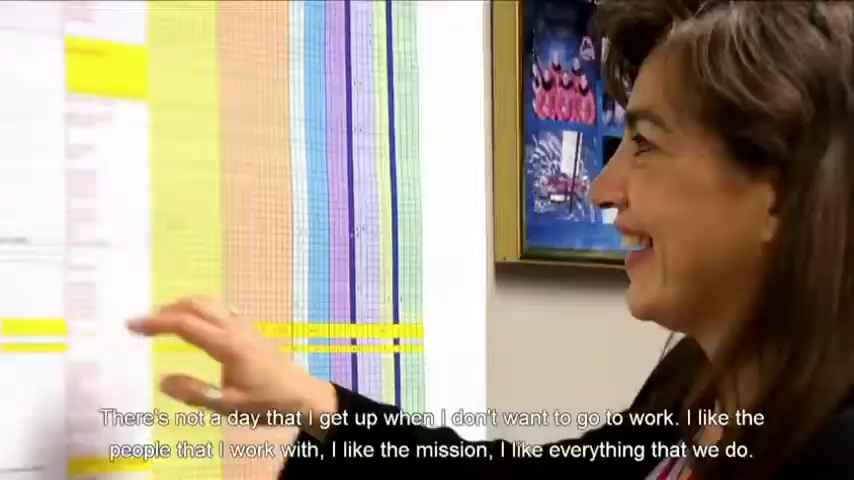 There's not a day that I get up when I don't want to go to work. I like the
people that I work with, I like the mission, I like everything that we do.